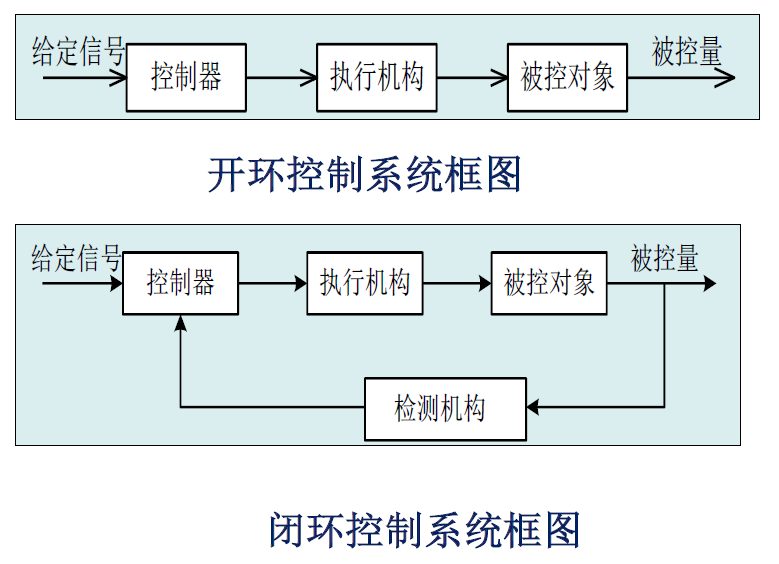 给定信号
控制器
执行机构
被控对象
被控量
开环控制系统框图
给定信号
控制器
执行机构
被控对象
被控量
检测机构
闭环控制系统框图